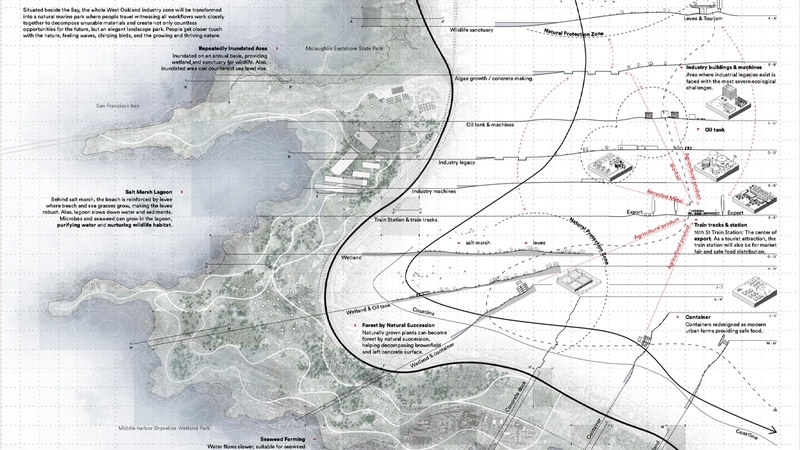 Situated beside the Bay, the whole West Oakland industry zone will be transformed
into a natural marine park where people travel witnessing all workflows work closely
together to decompose unusable materials and create not only countless
opportunities for the future, but an elegant landscape park. People get closer touch
with the nature, feeling waves, chirping birds, and the growing and thriving nature.
Repeatedly Inundated Area
Inundated on an annual basis, providing
wetland and sanctuary for wildlife. Also,
inundated area can counteract sea level rise.
Mclaughlin Eastshore State Park
San Francisco bay
Salt Marsh Lagoon
Behind salt marsh, the beach is reinforced by levee
where beach and sea grasses grow, making the levee
robust. Also, lagoon slows down water and sediments.
Microbes and seaweed can grow in the lagoon,
purifying water and nurturing wildlife habitat.
Middle harbor Shoreline Wetland Park
Seaweed Farming
Water flows slower, suitable for seaweed
Wildlife sanctuary
Natural Protection Zone
Levee & Tourism
Algae growth / concrete making
Industry buildings & machines
Area where industrial legacies exist is
faced with the most severe ecological
challenges.
Oil tank & machines
Oil tank
Industry legacy
Industry machines
Recycled Metal
Agricultural product
Export
Export
Train station & train tracks
Agricultural product
Train tracks & station
16th St Train Station: The center of
export. As a tourist attraction, the
train station will also be for market
fair and safe food distribution.
salt marsh
levee
Natural Protection Zone
Agricultural product
Wetland
Wetland & Oil tank
Coastline
Forest by Natural Succession
Naturally grown plants can become
forest by natural succession,
helping decomposing brownfield
and left concrete surface.
Wetland & container
Container
Containers redesigned as modern
urban farms providing safe food.
Concrete dock
Container
Coastline